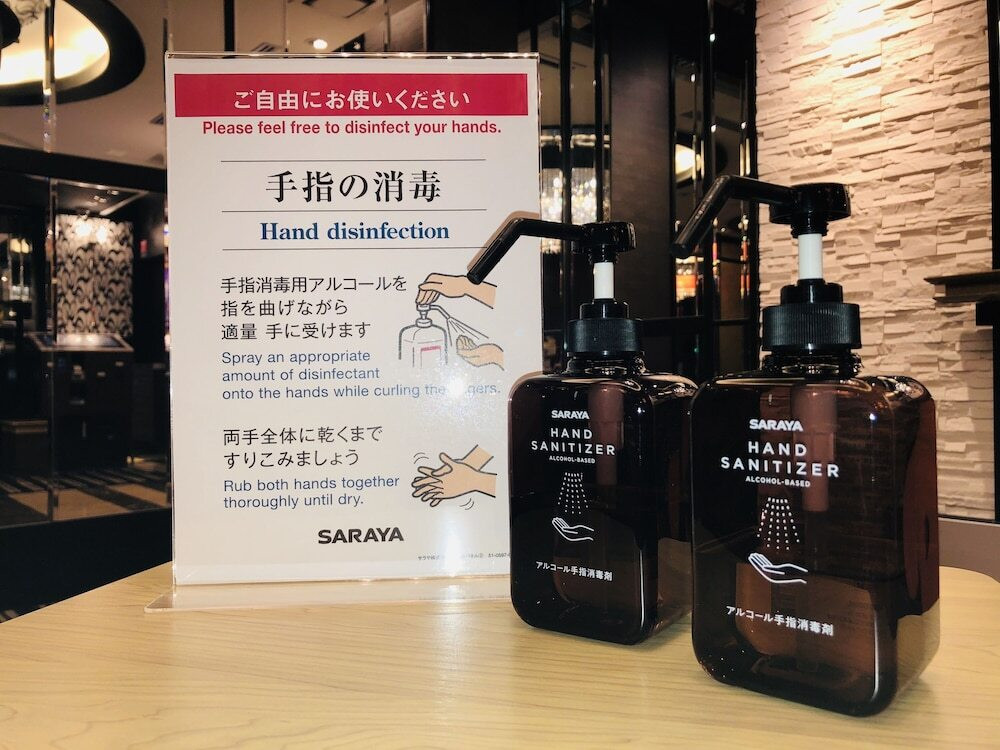 ご自由にお使いください
Please feel free to disinfect your hands.
手指の消毒
Hand disinfection
手指消毒用アルコールを
指を曲げながら
適量 手に受けます
Spray an appropriate
amount of disinfectant
onto the hands while curling the
両手全体に乾くまで
すりこみましょう
Rub both hands together
thoroughly until dry.
SARAYA
SARAYA
HAND
SANITIZER
ALCOHOL-BASED
アルコール手指消毒剤
SARAYA
HAND
SANITIZER
ALCOHOL-BASED
アルコール手指消毒剤